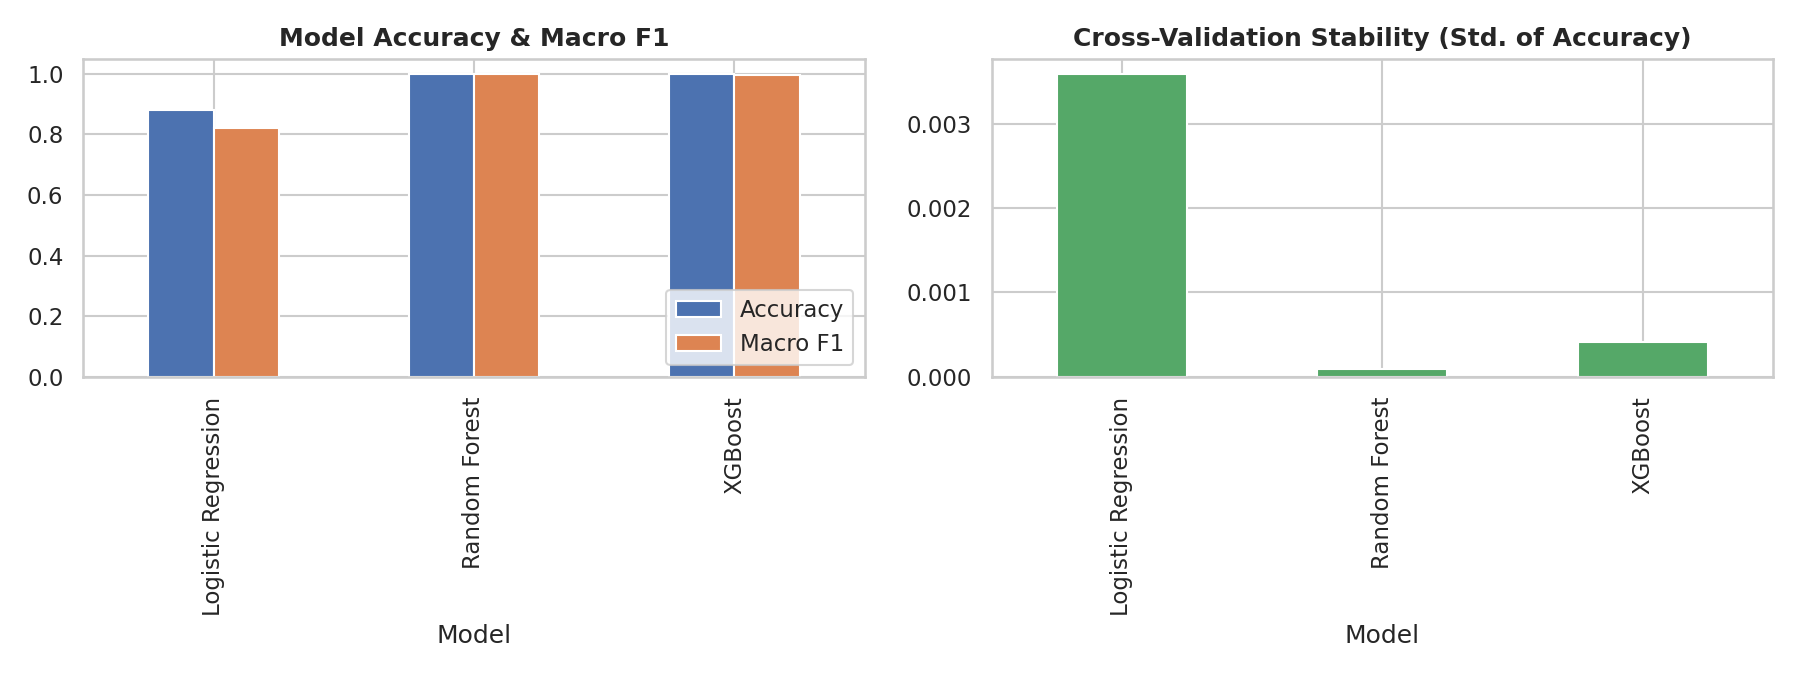 Model Accuracy & Macro F1
1.0
0.8
0.6
0.4
0.2
0.0
Accuracy
Macro F1
Logistic Regression
Random Forest
XGBoost
Model
Cross-Validation Stability (Std. of Accuracy)
0.003
0.002
0.001
0.000
Logistic Regression
Random Forest
XGBoost
Model